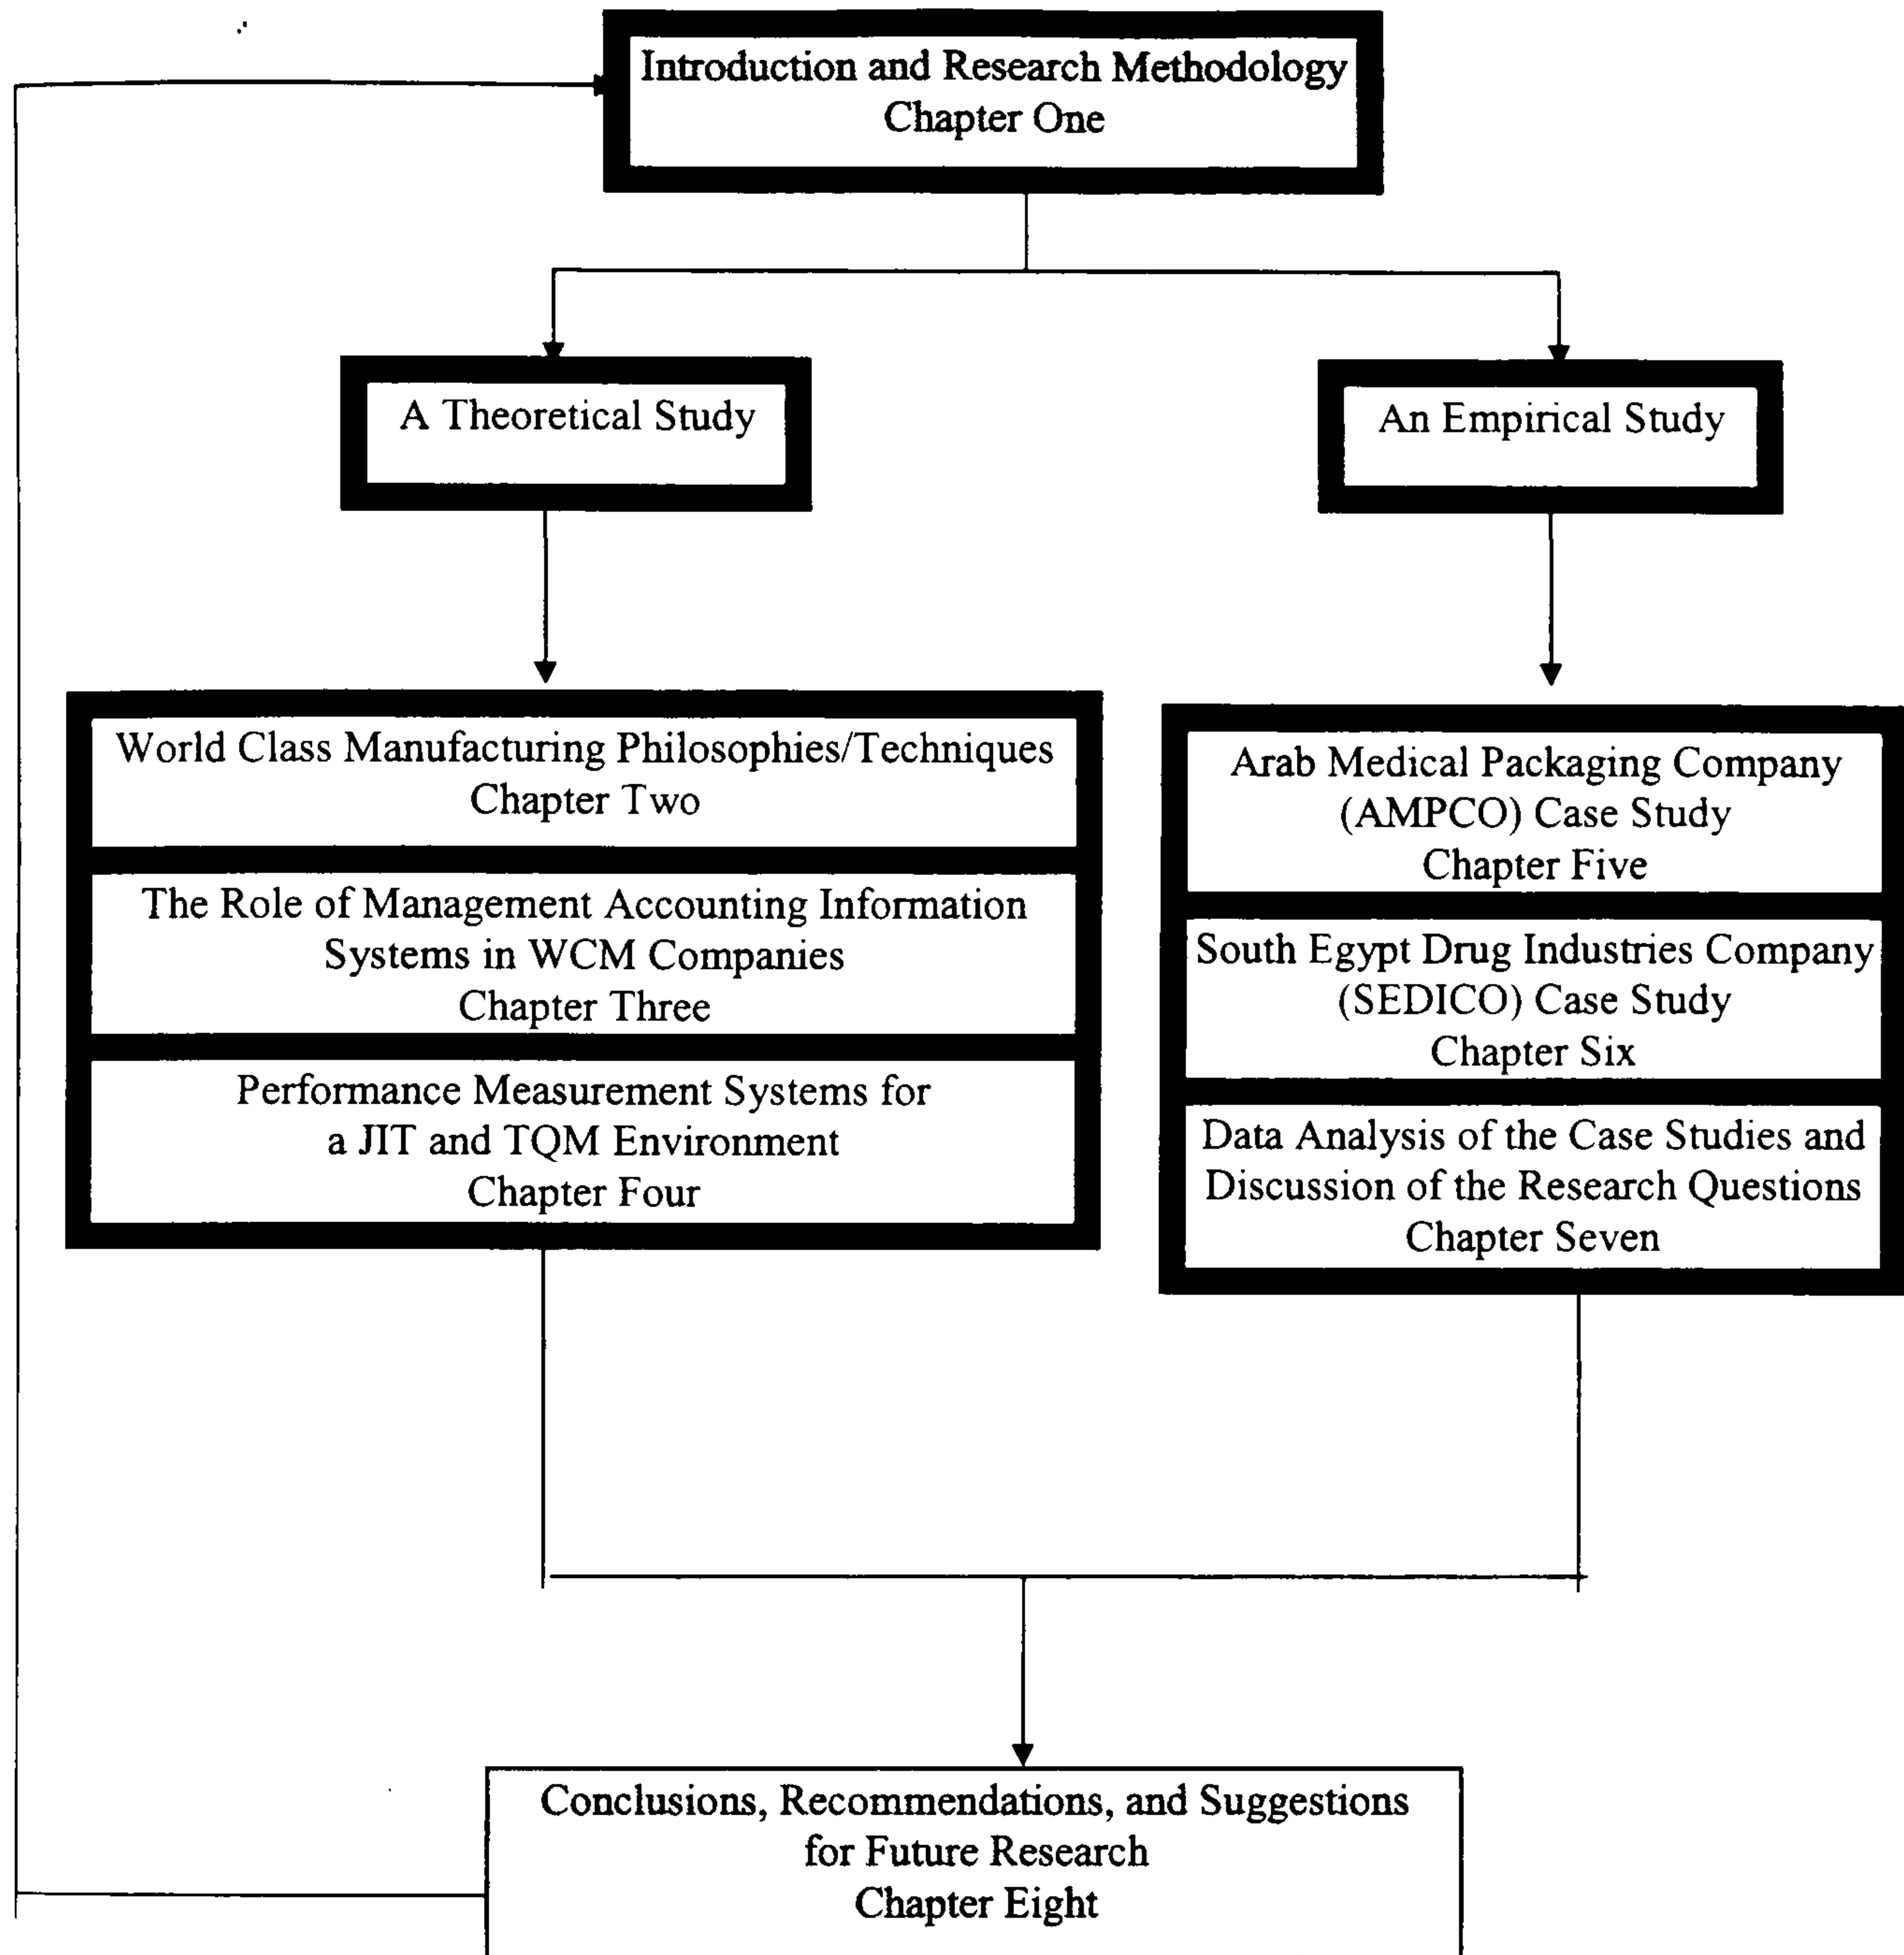 Introduction and Research Methodology
Chapter One
A Theoretical Study
An Empirical Study
World Class Manufacturing Philosophies/Techniques
Chapter Two
The Role of Management Accounting Information
Systems in WCM Companies
Chapter Three
Performance Measurement Systems for
a JIT and TQM Environment
Chapter Four
Arab Medical Packaging Company
(AMPCO) Case Study
Chapter Five
South Egypt Drug Industries Company
(SEDICO) Case Study
Chapter Six
Data Analysis of the Case Studies and
Discussion of the Research Questions
Chapter Seven
Conclusions, Recommendations, and Suggestions
for Future Research
Chapter Eight